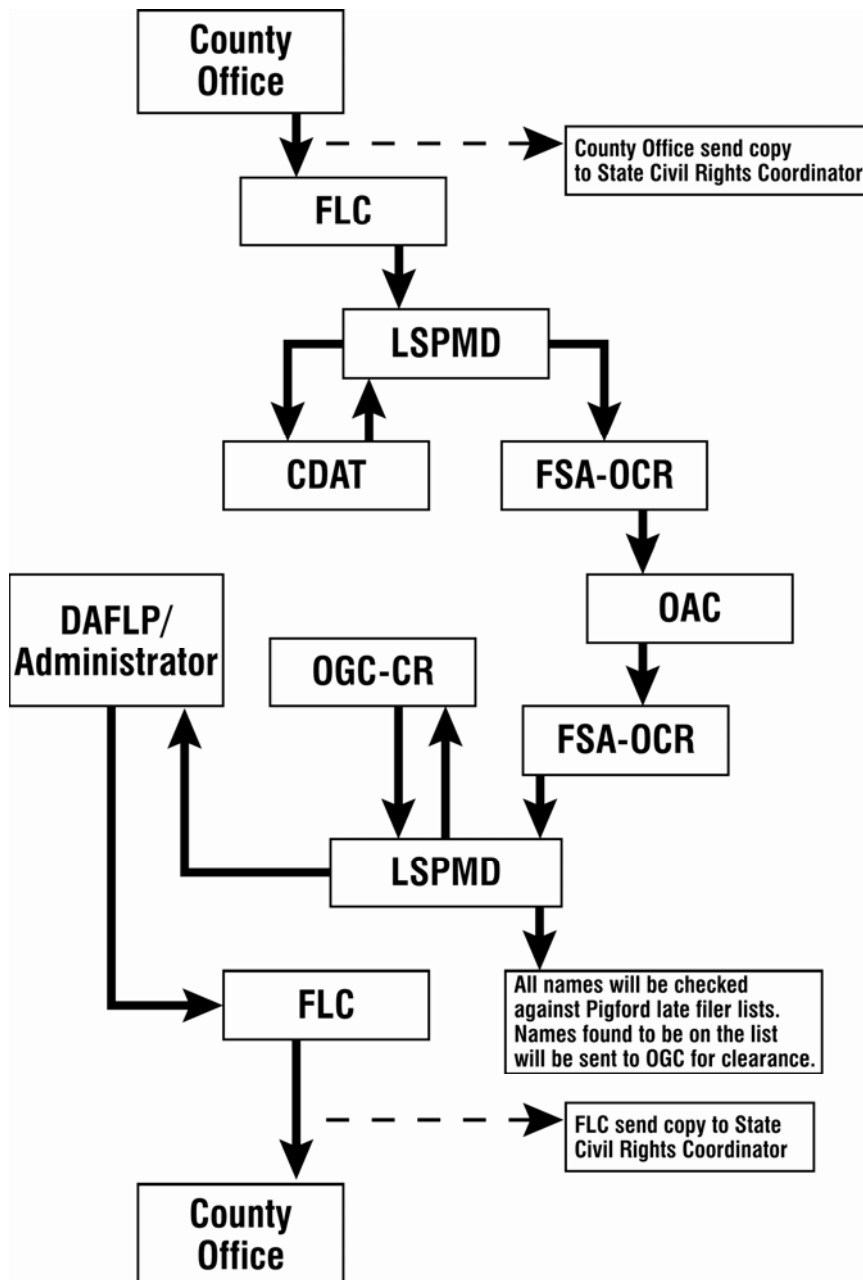 County
Office
County Office send copy
to State Civil Rights Coordinator
FLC
LSPMD
CDAT
FSA-OCR
OAC
DAFLP/
Administrator
OGC-CR
FSA-OCR
LSPMD
FLC
All names will be checked
against Pigford late filer lists.
Names found to be on the list
will be sent to OGC for clearance.
FLC send copy to State
Civil Rights Coordinator
County
Office